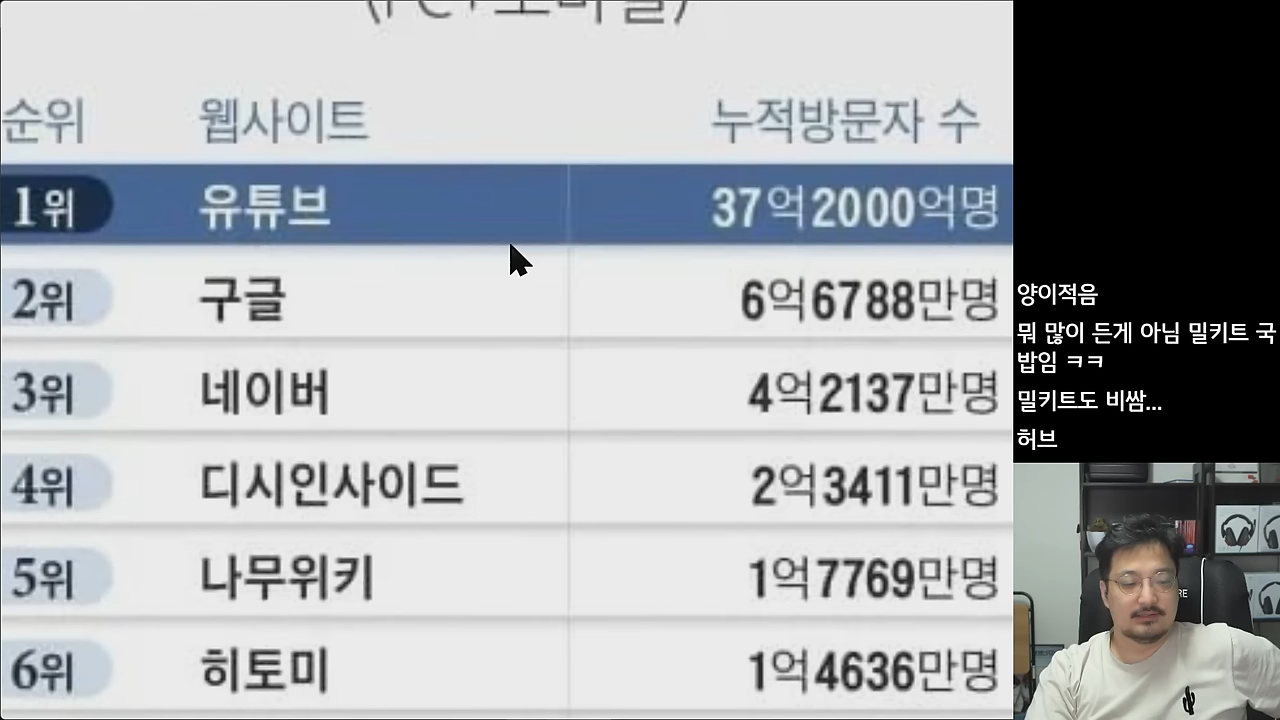 (PC+모바일)
순위 웹사이트 누적방문자 수
1위 유튜브 37억2000억명
2위 구글 6억6788만명
3위 네이버 4억2137만명
4위 디시인사이드 2억3411만명
5위 나무위키 1억7769만명
6위 히토미 1억4636만명
양이적음
뭐 많이 든게 아님 밀키트 국
밥임 ㅋㅋ
밀키트도 비쌈...
허브